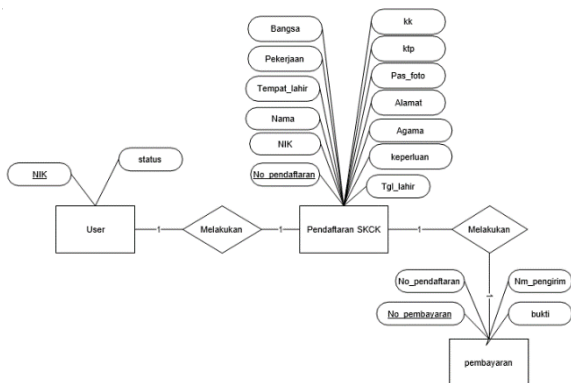 Bangsa
kk
Pekerjaan
ktp
Tempat_lahir
Pas_foto
Nama
Alamat
NIK
Agama
No_pendaftaran
keperluan
Tgl_lahir
NIK
status
User
1
Melakukan
1
Pendaftaran SKCK
1
Melakukan
1
No_pendaftaran
Nm_pengirim
No_pembayaran
bukti
pembayaran